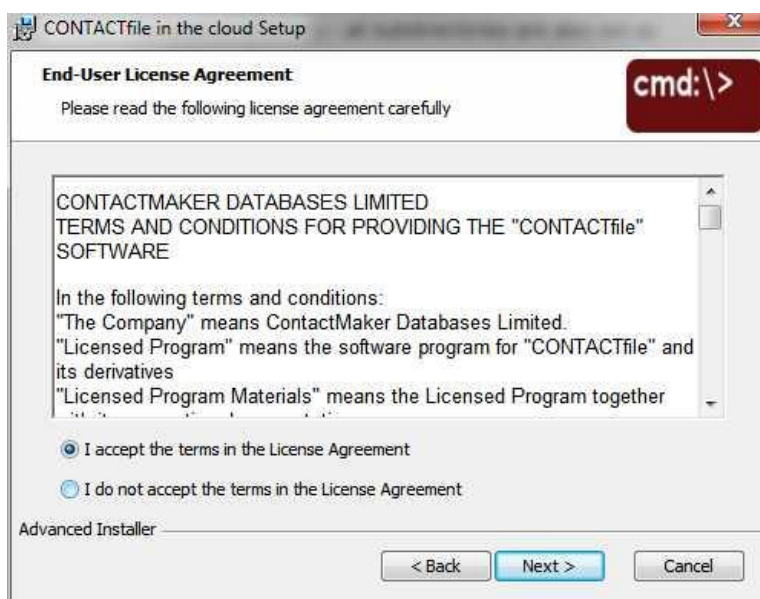 CONTACTfile in the cloud Setup
End-User License Agreement
Please read the following license agreement carefully
cmd:\>
CONTACTMAKER DATABASES LIMITED
TERMS AND CONDITIONS FOR PROVIDING THE "CONTACTfile"
SOFTWARE
In the following terms and conditions:
"The Company" means ContactMaker Databases Limited.
"Licensed Program" means the software program for "CONTACTfile" and
its derivatives
"Licensed Program Materials" means the Licensed Program together
I accept the terms in the License Agreement
I do not accept the terms in the License Agreement
Advanced Installer
< Back Next > Cancel